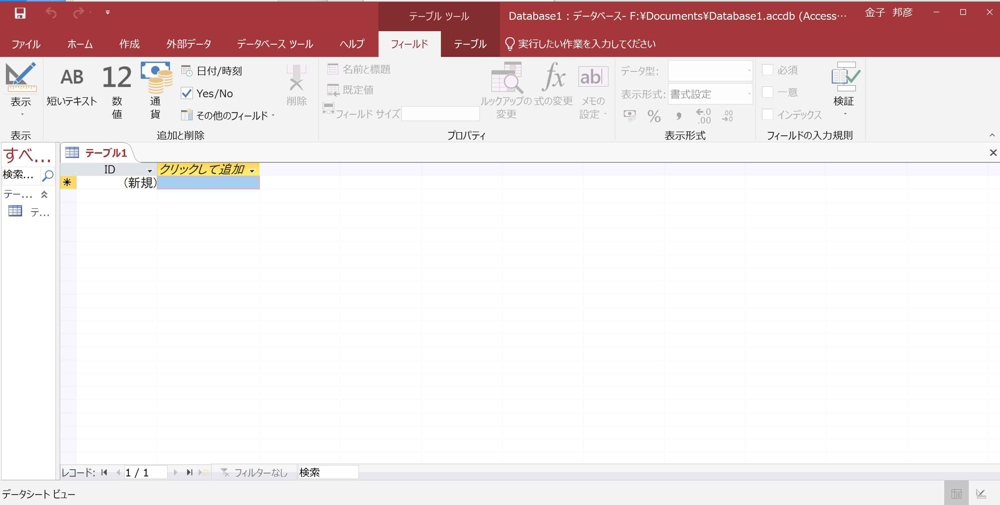 テーブル ツール
Database1 : データベース- F:¥Documents¥Database1.accdb (Access…
金子 邦彦
ファイル ホーム 作成 外部データ データベース ツール ヘルプ フィールド テーブル 実行したい作業を入力してください
表示
AB
短いテキスト
12
数値
通貨
日付/時刻
Yes/No
その他のフィールド
削除
名前と標題
既定値
フィールド サイズ
ルックアップの変更
fx
式の変更
ab
メモの設定
データ型:
表示形式: 書式設定
% , ←.0 .00 .00 →.0
必須
一意
インデックス
検証
表示 追加と削除 プロパティ 表示形式 フィールドの入力規則
すべ...
検索...
テー...
テ...
テーブル1
ID クリックして追加
(新規)
レコード: 1 / 1 フィルターなし 検索
データシート ビュー